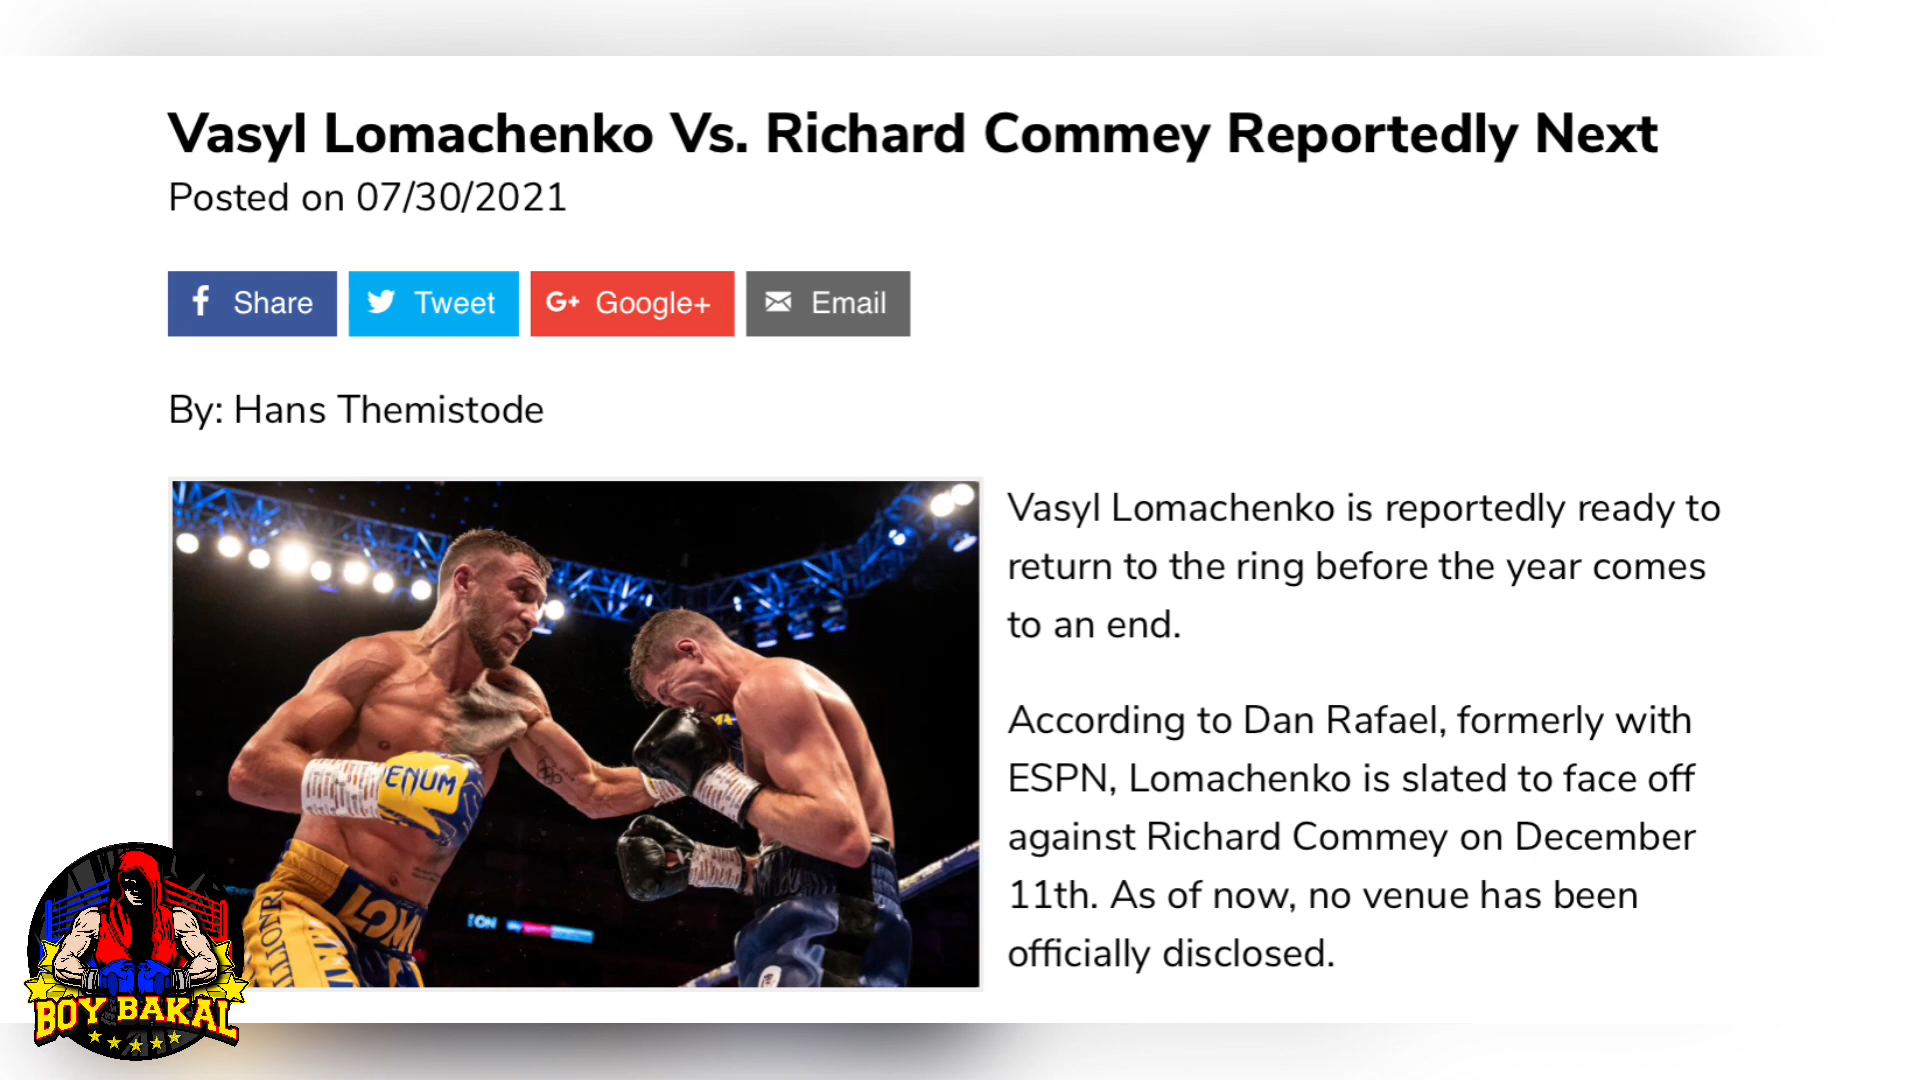 Vasyl Lomachenko Vs. Richard Commey Reportedly Next
Posted on 07/30/2021
f Share
Tweet
G+ Google+
Email
By: Hans Themistode
Vasyl Lomachenko is reportedly ready to
return to the ring before the year comes
to an end.
According to Dan Rafael, formerly with
ESPN, Lomachenko is slated to face off
against Richard Commey on December
11th. As of now, no venue has been
officially disclosed.
ENUM
LOMA
BOY BAKAL